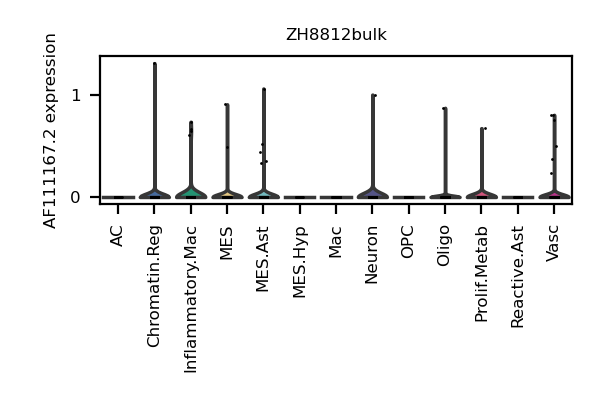 ZH8812bulk
AF111167.2 expression
1
0
AC
Chromatin.Reg
Inflammatory.Mac
MES
MES.Ast
MES.Hyp
Mac
Neuron
OPC
Oligo
Prolif.Metab
Reactive.Ast
Vasc